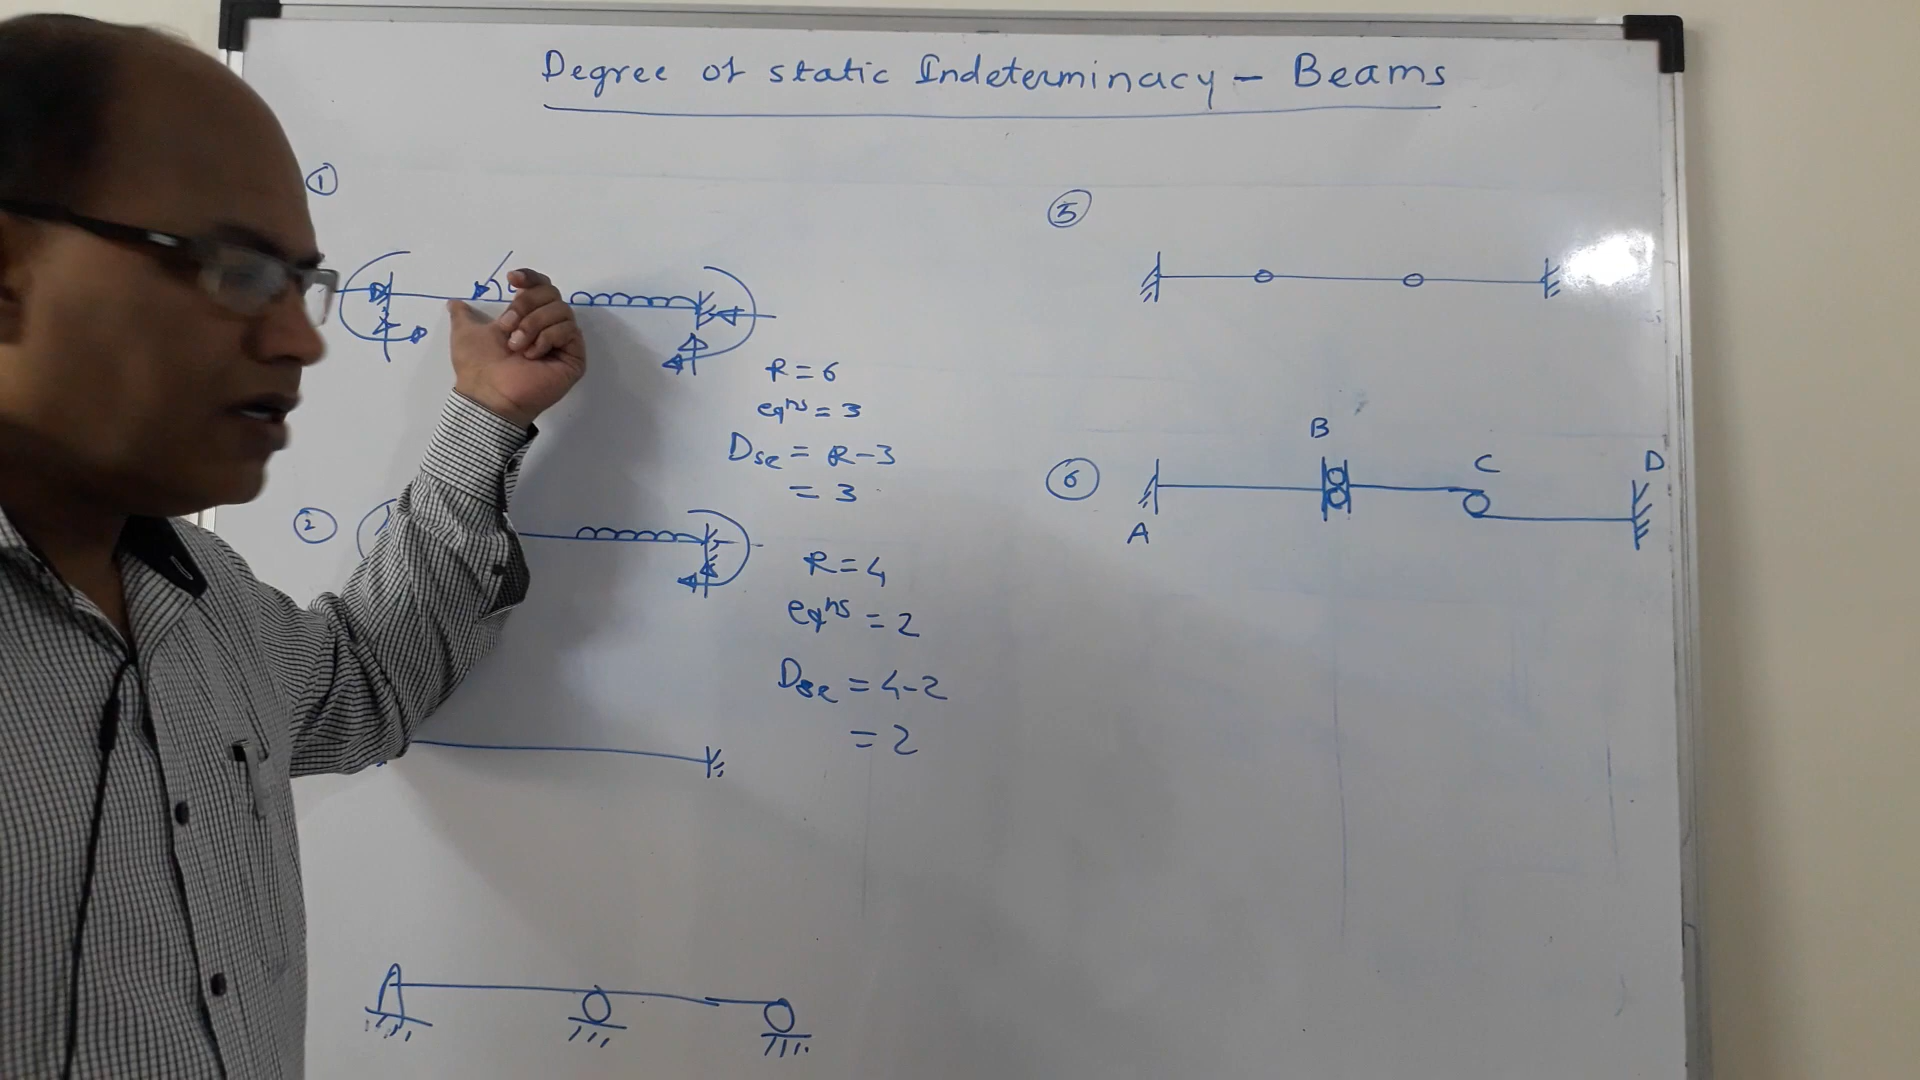 Degree of static Indeterminacy - Beams
1
R = 6
eqns = 3
Dse = R-3
= 3
2
R = 4
eqns = 2
Dse = 4-2
= 2
5
6
A
B
C
D